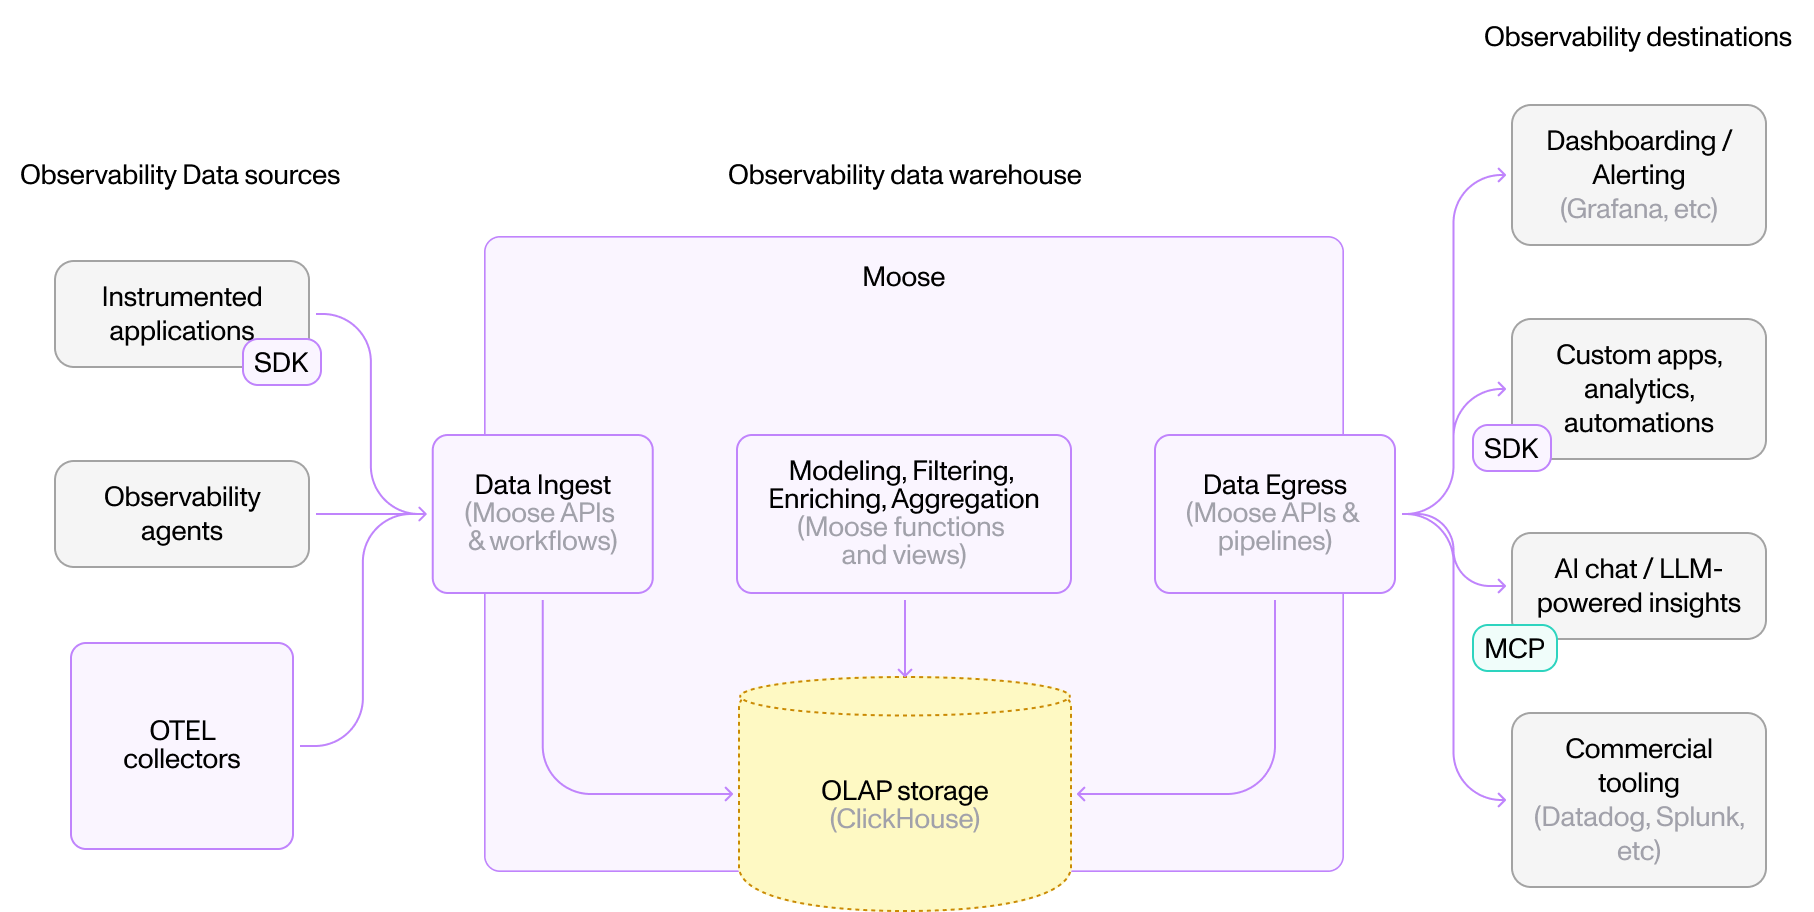 Observability destinations
Observability Data sources
Observability data warehouse
Moose
Instrumented
applications
SDK
Observability
agents
OTEL
collectors
Data Ingest
(Moose APIs
& workflows)
Modeling, Filtering,
Enriching, Aggregation
(Moose functions
and views)
Data Egress
(Moose APIs &
pipelines)
OLAP storage
(ClickHouse)
Dashboarding /
Alerting
(Grafana, etc)
Custom apps,
analytics,
automations
SDK
AI chat / LLM-
powered insights
MCP
Commercial
tooling
(Datadog, Splunk,
etc)